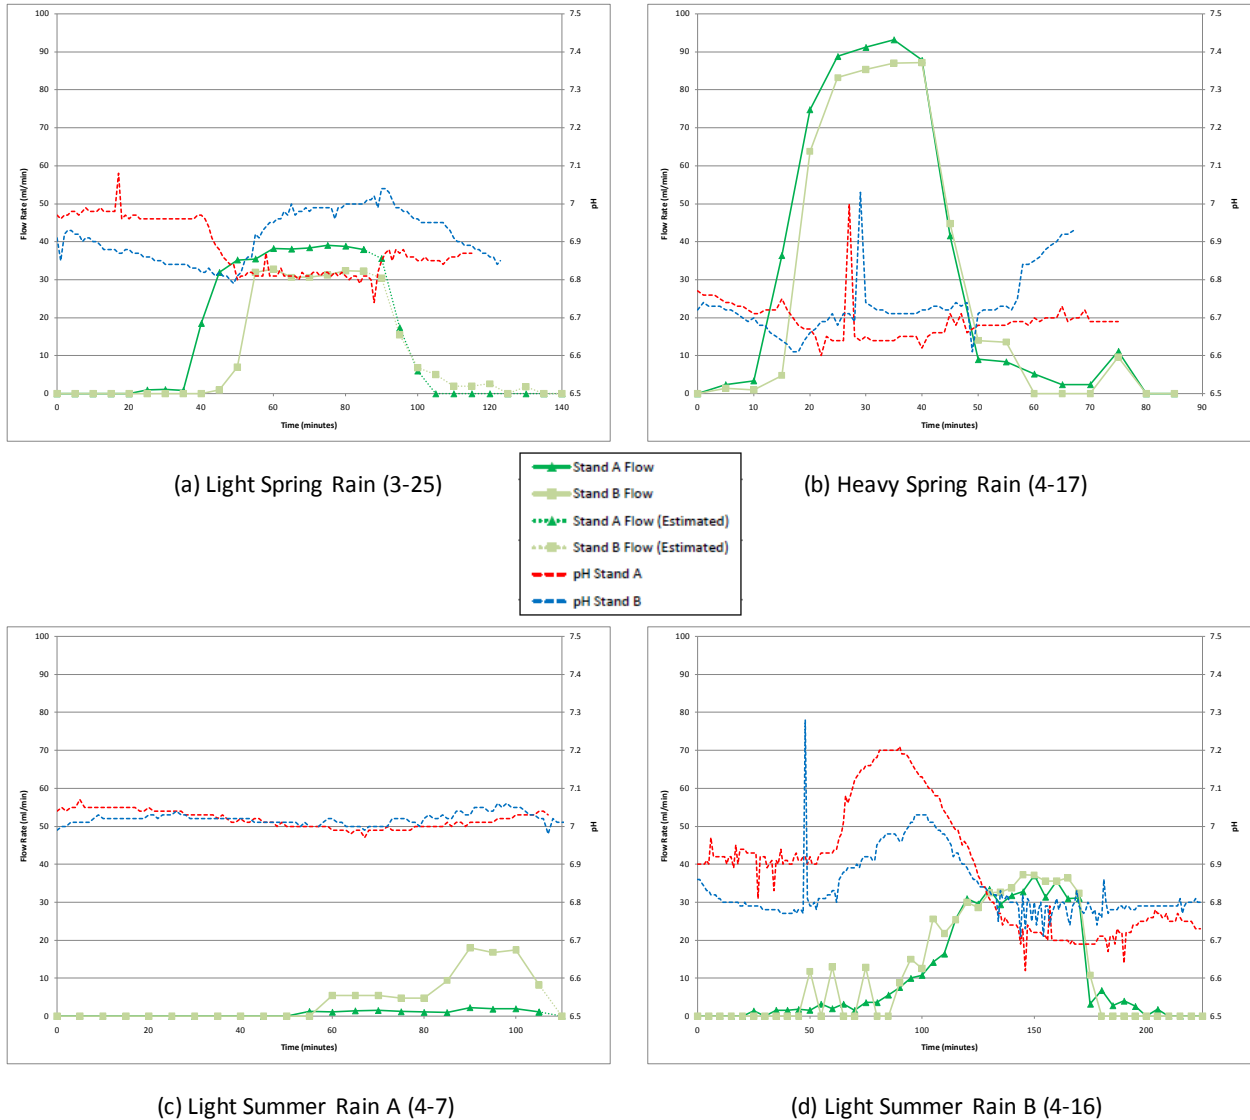 100 90 80 70 60 50 40 30 20 10 0
Flow Rate (ml/min)
7.5 7.4 7.3 7.2 7.1 7 6.9 6.8 6.7 6.6 6.5
pH
0 20 40 60 80 100 120 140
Time (minutes)
100 90 80 70 60 50 40 30 20 10 0
Flow Rate (ml/min)
7.5 7.4 7.3 7.2 7.1 7 6.9 6.8 6.7 6.6 6.5
pH
0 10 20 30 40 50 60 70 80 90
Time (minutes)
(a) Light Spring Rain (3-25)
(b) Heavy Spring Rain (4-17)
Stand A Flow
Stand B Flow
Stand A Flow (Estimated)
Stand B Flow (Estimated)
pH Stand A
pH Stand B
100 90 80 70 60 50 40 30 20 10 0
Flow Rate (ml/min)
7.5 7.4 7.3 7.2 7.1 7 6.9 6.8 6.7 6.6 6.5
pH
0 20 40 60 80 100
Time (minutes)
100 90 80 70 60 50 40 30 20 10 0
Flow Rate (ml/min)
7.5 7.4 7.3 7.2 7.1 7 6.9 6.8 6.7 6.6 6.5
pH
0 50 100 150 200
Time (minutes)
(c) Light Summer Rain A (4-7)
(d) Light Summer Rain B (4-16)